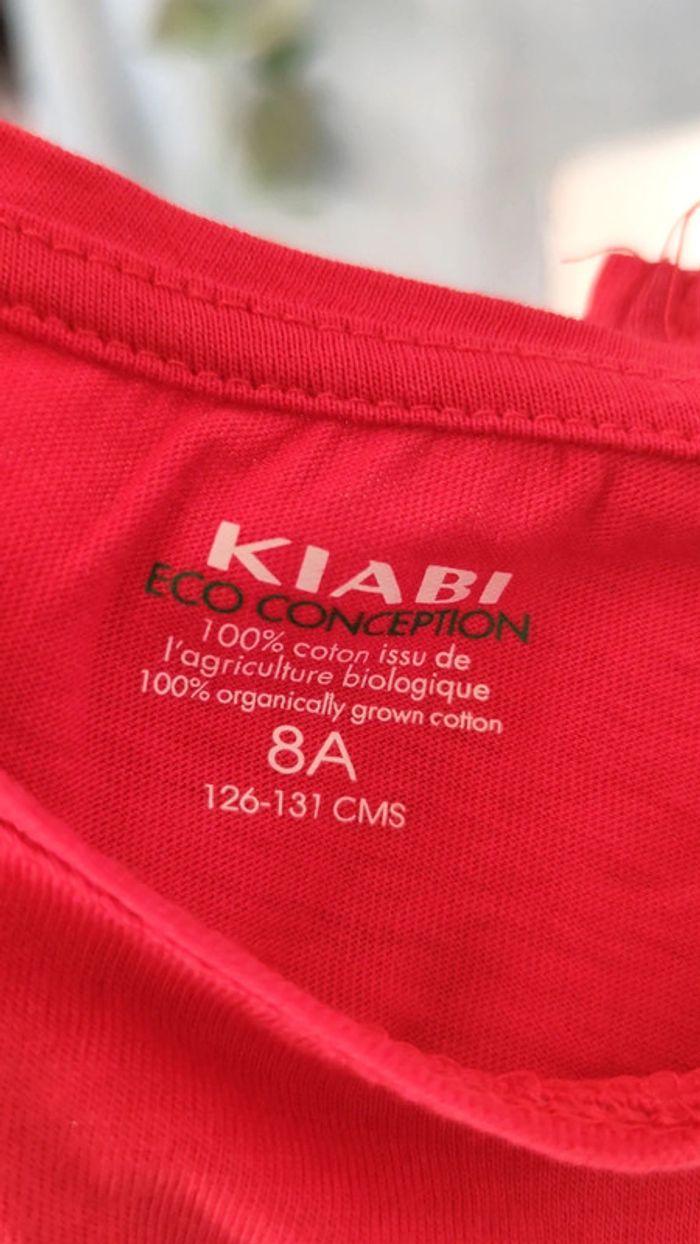 KIABI
ECO CONCEPTION
100% coton issu de
l'agriculture biologique
100% organically grown cotton
8A
126-131 CMS